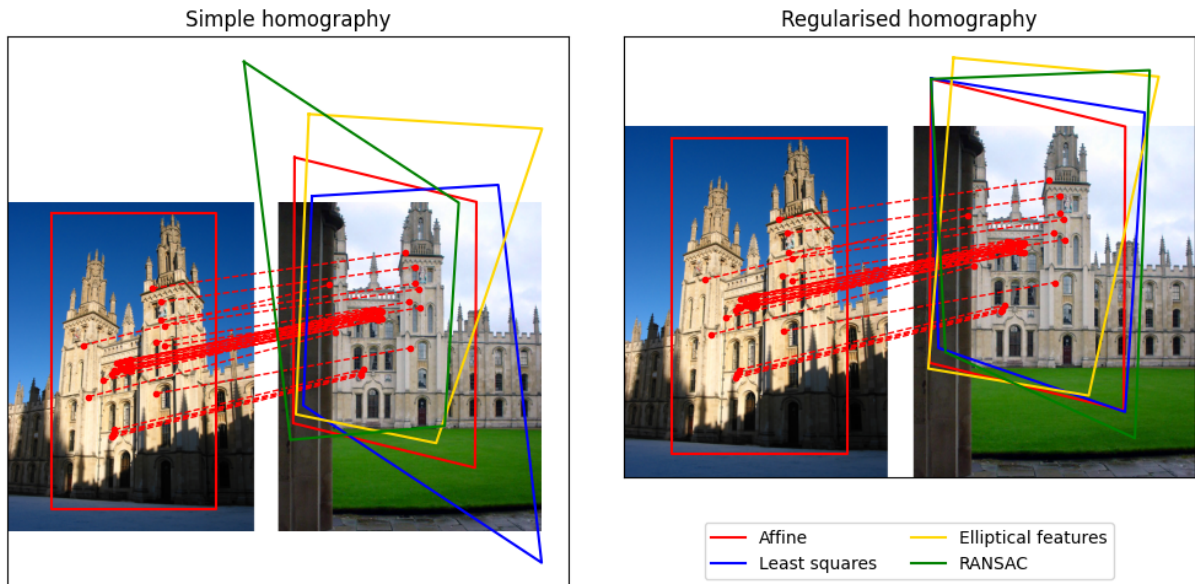 Simple homography
Regularised homography
Affine
Least squares
Elliptical features
RANSAC